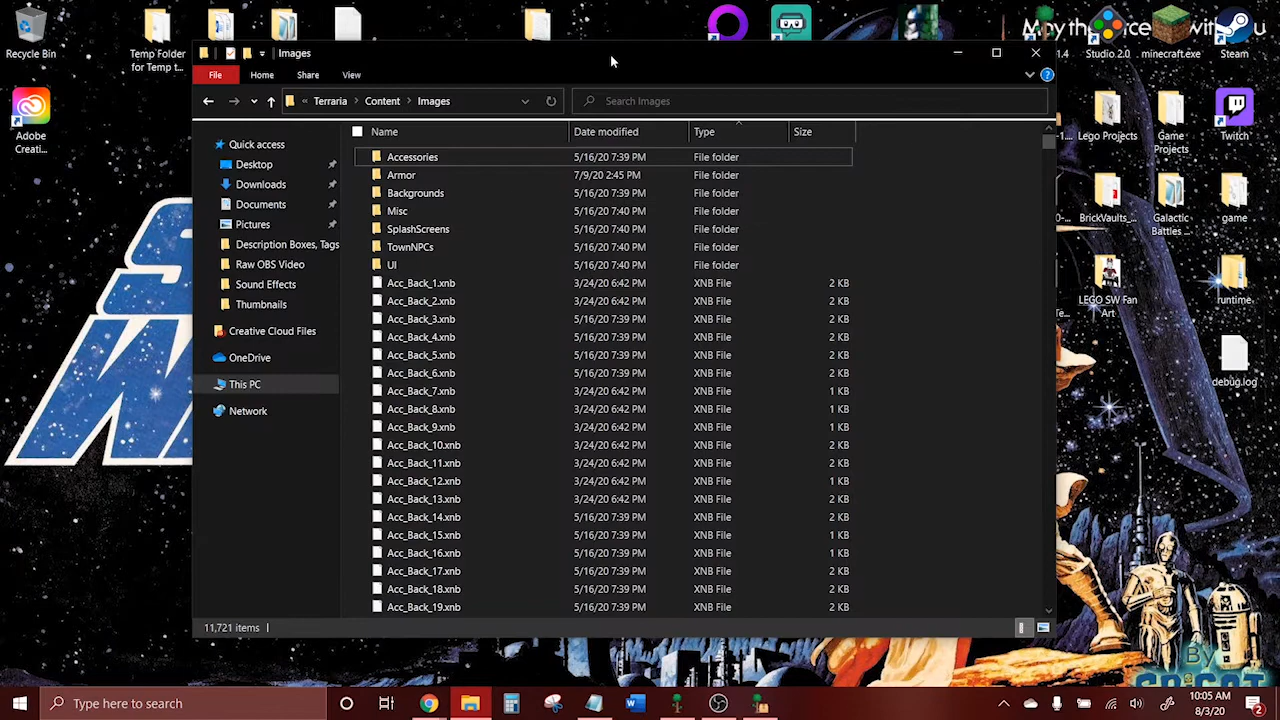 Recycle Bin
Temp Folder
for Temp t...
May the Force
with You
1.4
Studio 2.0
minecraft.exe
Steam
Images
File
Home
Share
View
« Terraria > Content > Images
Search Images
Adobe
Creati...
Name
Date modified
Type
Size
Quick access
Desktop
Downloads
Documents
Pictures
Description Boxes, Tags
Raw OBS Video
Sound Effects
Thumbnails
Creative Cloud Files
OneDrive
This PC
Network
Accessories 5/16/20 7:39 PM File folder
Armor 7/9/20 2:45 PM File folder
Backgrounds 5/16/20 7:39 PM File folder
Misc 5/16/20 7:40 PM File folder
SplashScreens 5/16/20 7:40 PM File folder
TownNPCs 5/16/20 7:40 PM File folder
UI 5/16/20 7:40 PM File folder
Acc_Back_1.xnb 3/24/20 6:42 PM XNB File 2 KB
Acc_Back_2.xnb 3/24/20 6:42 PM XNB File 2 KB
Acc_Back_3.xnb 5/16/20 7:39 PM XNB File 2 KB
Acc_Back_4.xnb 5/16/20 7:39 PM XNB File 2 KB
Acc_Back_5.xnb 5/16/20 7:39 PM XNB File 2 KB
Acc_Back_6.xnb 5/16/20 7:39 PM XNB File 2 KB
Acc_Back_7.xnb 3/24/20 6:42 PM XNB File 1 KB
Acc_Back_8.xnb 3/24/20 6:42 PM XNB File 2 KB
Acc_Back_9.xnb 3/24/20 6:42 PM XNB File 1 KB
Acc_Back_10.xnb 3/24/20 6:42 PM XNB File 2 KB
Acc_Back_11.xnb 3/24/20 6:42 PM XNB File 2 KB
Acc_Back_12.xnb 3/24/20 6:42 PM XNB File 1 KB
Acc_Back_13.xnb 3/24/20 6:42 PM XNB File 2 KB
Acc_Back_14.xnb 5/16/20 7:39 PM XNB File 2 KB
Acc_Back_15.xnb 5/16/20 7:39 PM XNB File 1 KB
Acc_Back_16.xnb 5/16/20 7:39 PM XNB File 1 KB
Acc_Back_17.xnb 5/16/20 7:39 PM XNB File 2 KB
Acc_Back_18.xnb 5/16/20 7:39 PM XNB File 2 KB
Acc_Back_19.xnb 5/16/20 7:39 PM XNB File 2 KB
11,721 items
Lego Projects
Game
Projects
Twitch
BrickVaults...
Galactic
Battles ...
game
LEGO SW Fan
Art
runtime
debug.log
By
Type here to search
10:05 AM
8/3/20
2